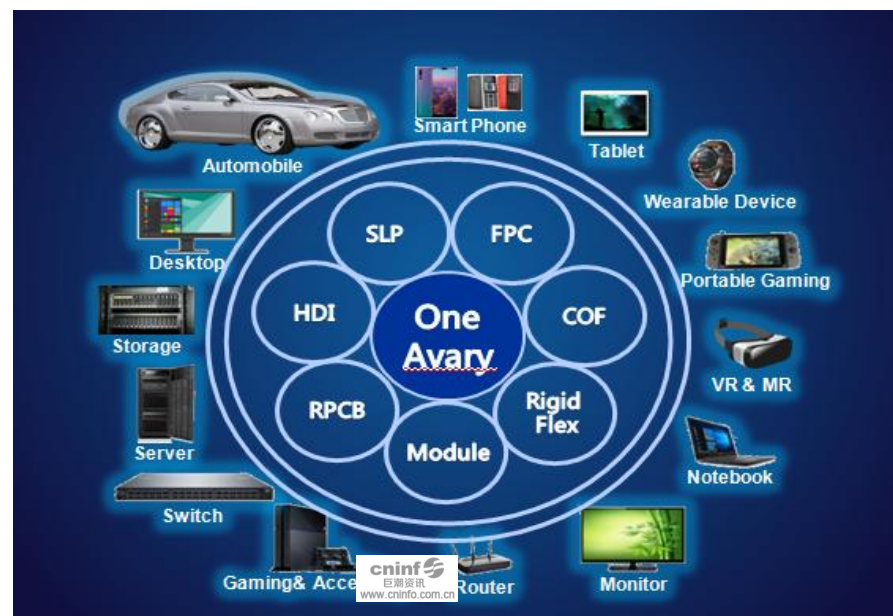 Smart Phone
Automobile
Tablet
Wearable Device
Desktop
SLP
FPC
Portable Gaming
HDI
One
Avary
COF
Storage
VR & MR
RPCB
Rigid
Flex
Module
Server
Notebook
Switch
Gaming&
Router
Monitor
cninf
巨潮资讯
www.cninfo.com.cn